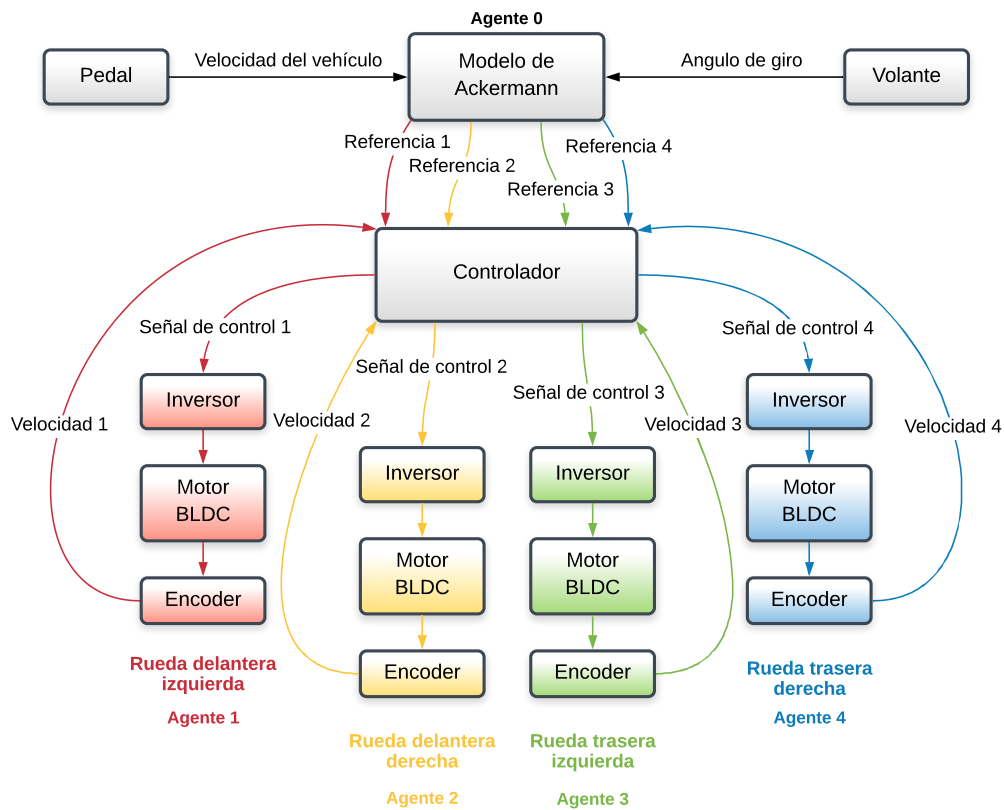 Agente 0
Pedal
Velocidad del vehículo
Modelo de
Ackermann
Angulo de giro
Volante
Referencia 1
Referencia 2
Referencia 3
Referencia 4
Controlador
Señal de control 1
Señal de control 2
Señal de control 3
Señal de control 4
Velocidad 1
Velocidad 2
Velocidad 3
Velocidad 4
Inversor
Motor
BLDC
Encoder
Rueda delantera
izquierda
Agente 1
Inversor
Motor
BLDC
Encoder
Rueda delantera
derecha
Agente 2
Inversor
Motor
BLDC
Encoder
Rueda trasera
izquierda
Agente 3
Inversor
Motor
BLDC
Encoder
Rueda trasera
derecha
Agente 4